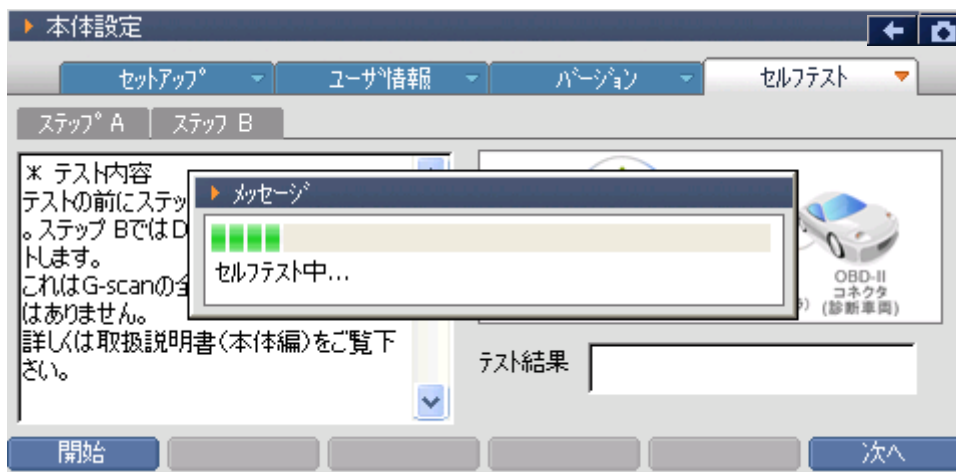 本体設定
セットアップ
ユーザ情報
バージョン
セルフテスト
ステップ A
ステップ B
* テスト内容
テストの前にステッ
。ステップ BではD
トします。
これはG-scanの全
はありません。
詳しくは取扱説明書(本体編)をご覧下
さい。
メッセージ
セルフテスト中...
OBD-II
コネクタ
(診断車両)
テスト結果
開始
次へ